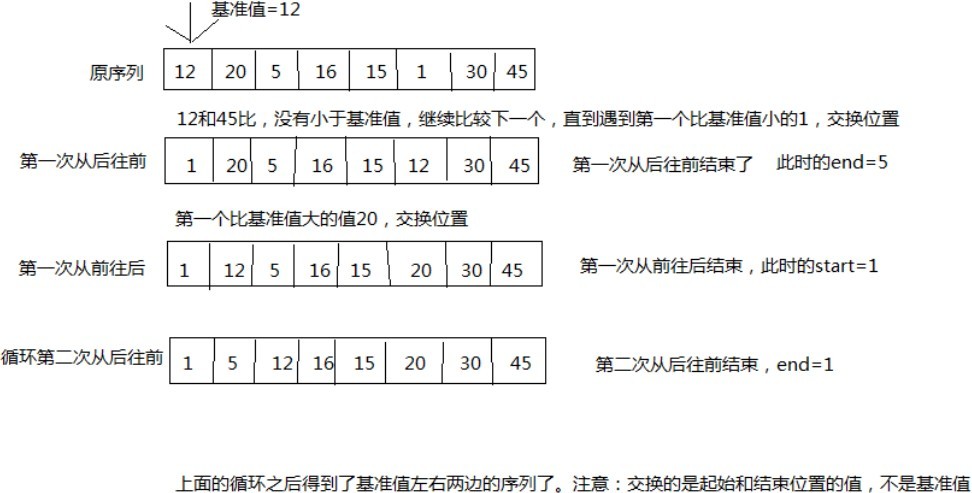 基准值=12
原序列 12 20 5 16 15 1 30 45
12和45比，没有小于基准值，继续比较下一个，直到遇到第一个比基准值小的1，交换位置
第一次从后往前 1 20 5 16 15 12 30 45 第一次从后往前结束了 此时的end=5
第一个比基准值大的值20，交换位置
第一次从前往后 1 12 5 16 15 20 30 45 第一次从前往后结束，此时的start=1
循环第二次从后往前 1 5 12 16 15 20 30 45 第二次从后往前结束，end=1
上面的循环之后得到了基准值左右两边的序列了。注意：交换的是起始和结束位置的值，不是基准值